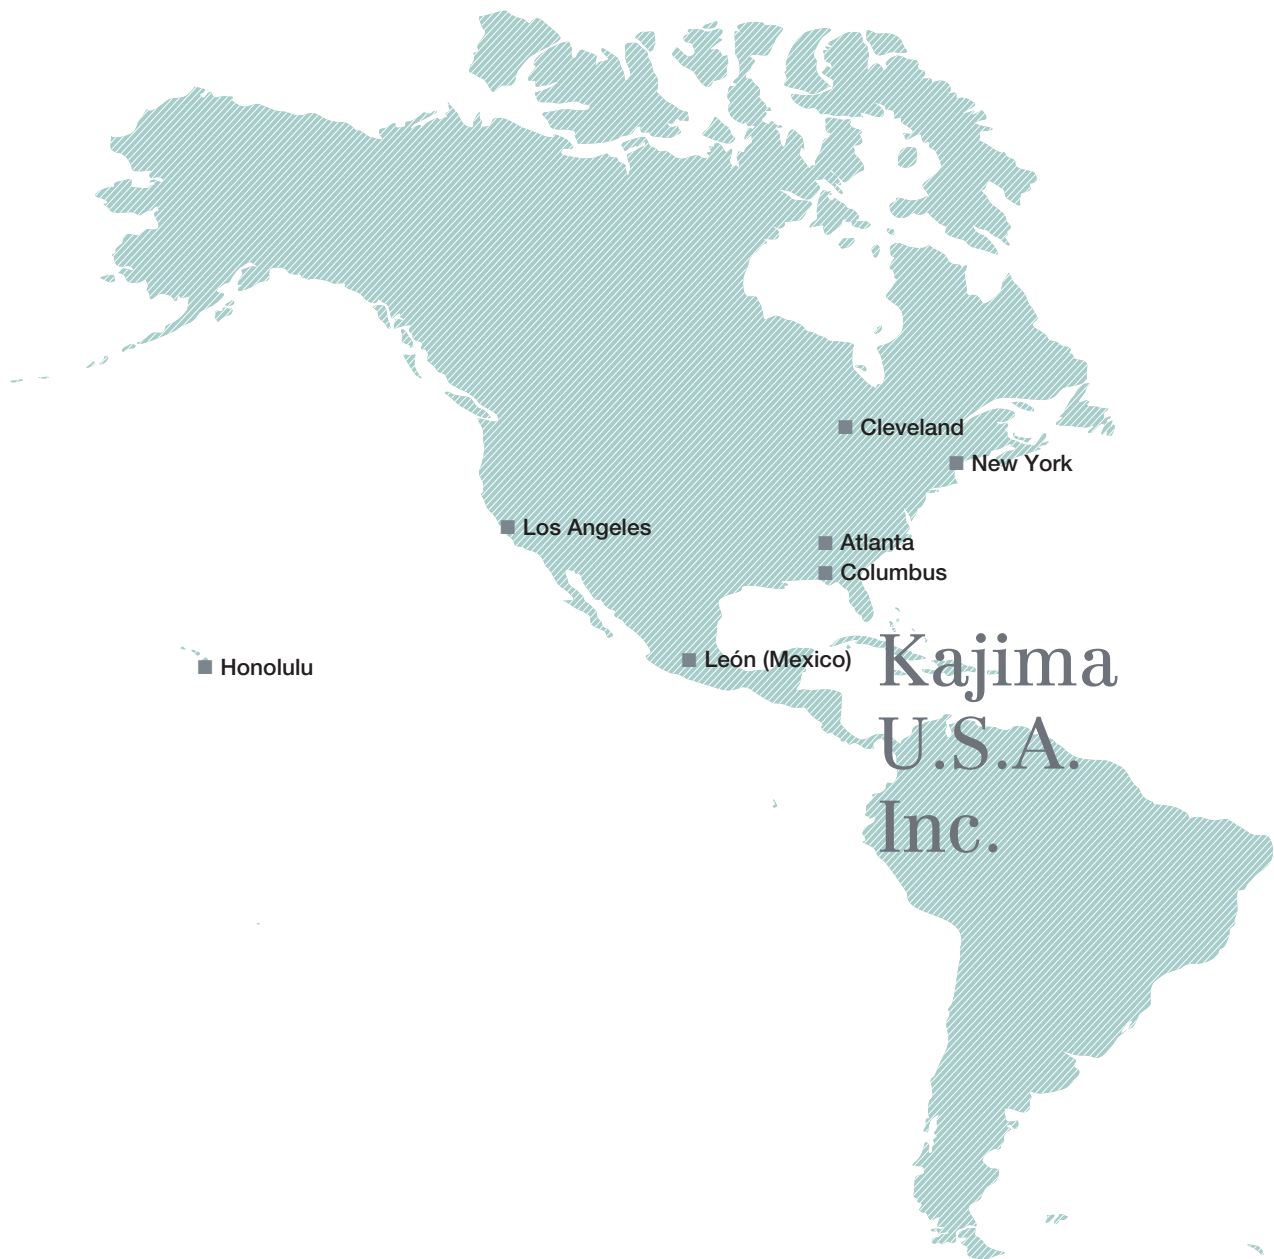 Cleveland
New York
Los Angeles
Atlanta
Columbus
León (Mexico)
Honolulu
Kajima
U.S.A.
Inc.